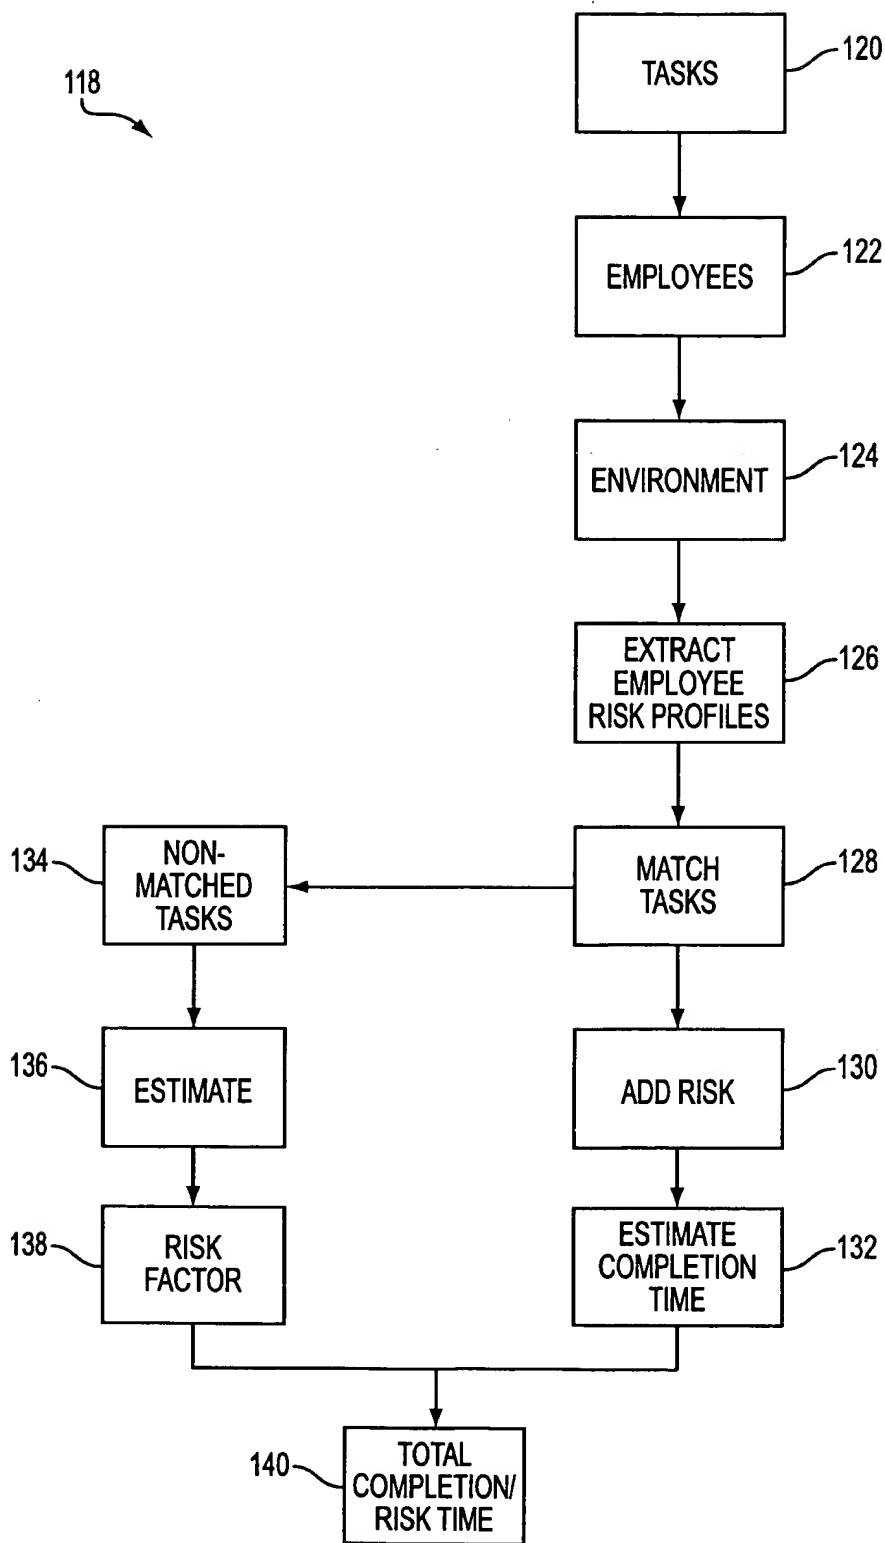 118
TASKS
120
EMPLOYEES
122
ENVIRONMENT
124
EXTRACT
EMPLOYEE
RISK PROFILES
126
134
NON-
MATCHED
TASKS
MATCH
TASKS
128
136
ESTIMATE
ADD RISK
130
138
RISK
FACTOR
ESTIMATE
COMPLETION
TIME
132
140
TOTAL
COMPLETION/
RISK TIME